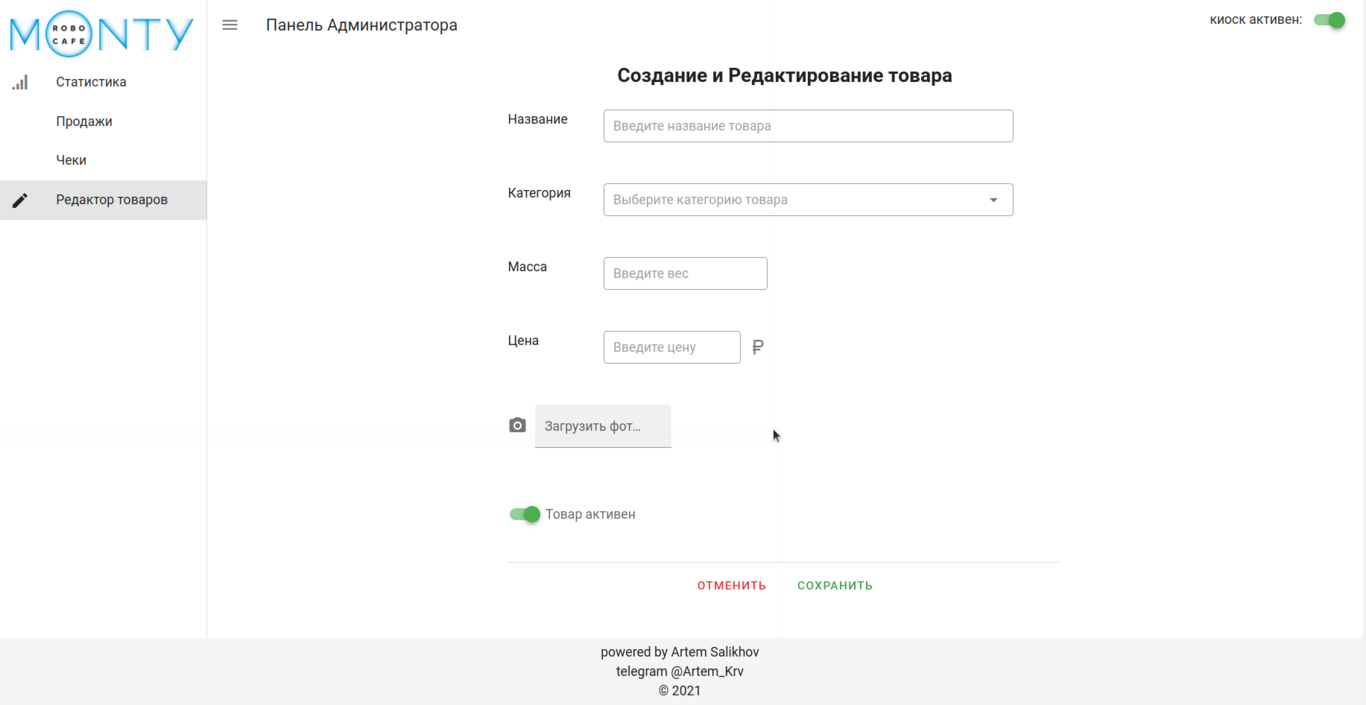 MONTY
ROBO
CAFE
Панель Администратора
киоск активен:
Статистика
Продажи
Чеки
Редактор товаров
Создание и Редактирование товара
Название
Введите название товара
Категория
Выберите категорию товара
Масса
Введите вес
Цена
Введите цену ₽
Загрузить фот...
Товар активен
ОТМЕНИТЬ СОХРАНИТЬ
powered by Artem Salikhov
telegram @Artem_Krv
© 2021